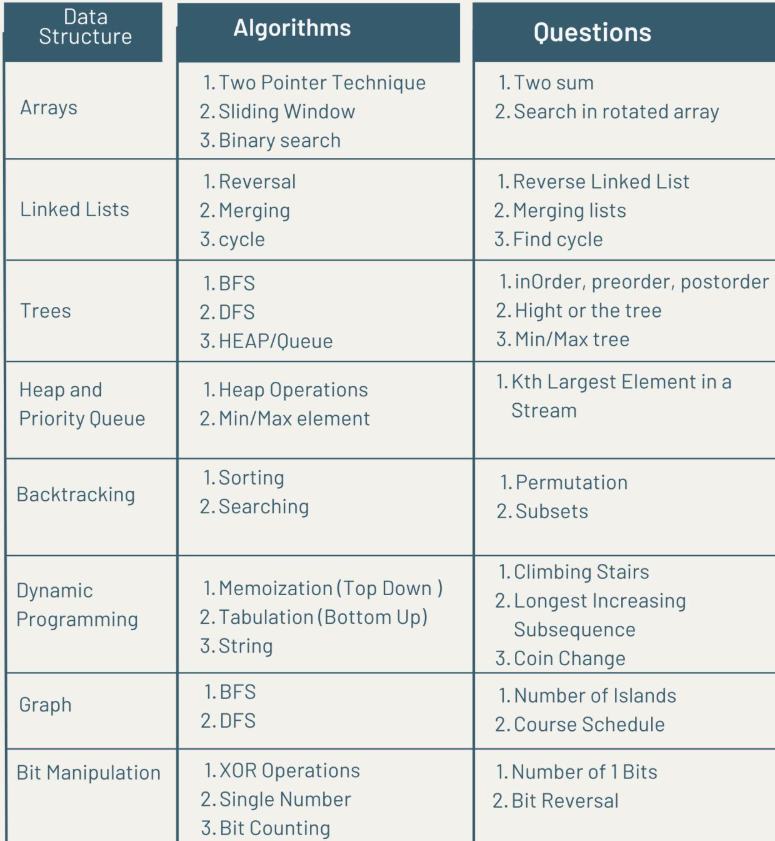 Data
Structure
Algorithms
Questions
Arrays
1. Two Pointer Technique
2. Sliding Window
3. Binary search
1. Two sum
2. Search in rotated array
Linked Lists
1. Reversal
2. Merging
3. cycle
1. Reverse Linked List
2. Merging lists
3. Find cycle
Trees
1. BFS
2. DFS
3. HEAP/Queue
1. inOrder, preorder, postorder
2. Hight or the tree
3. Min/Max tree
Heap and
Priority Queue
1. Heap Operations
2. Min/Max element
1. Kth Largest Element in a
Stream
Backtracking
1. Sorting
2. Searching
1. Permutation
2. Subsets
Dynamic
Programming
1. Memoization (Top Down )
2. Tabulation (Bottom Up)
3. String
1. Climbing Stairs
2. Longest Increasing
Subsequence
3. Coin Change
Graph
1. BFS
2. DFS
1. Number of Islands
2. Course Schedule
Bit Manipulation
1. XOR Operations
2. Single Number
3. Bit Counting
1. Number of 1 Bits
2. Bit Reversal